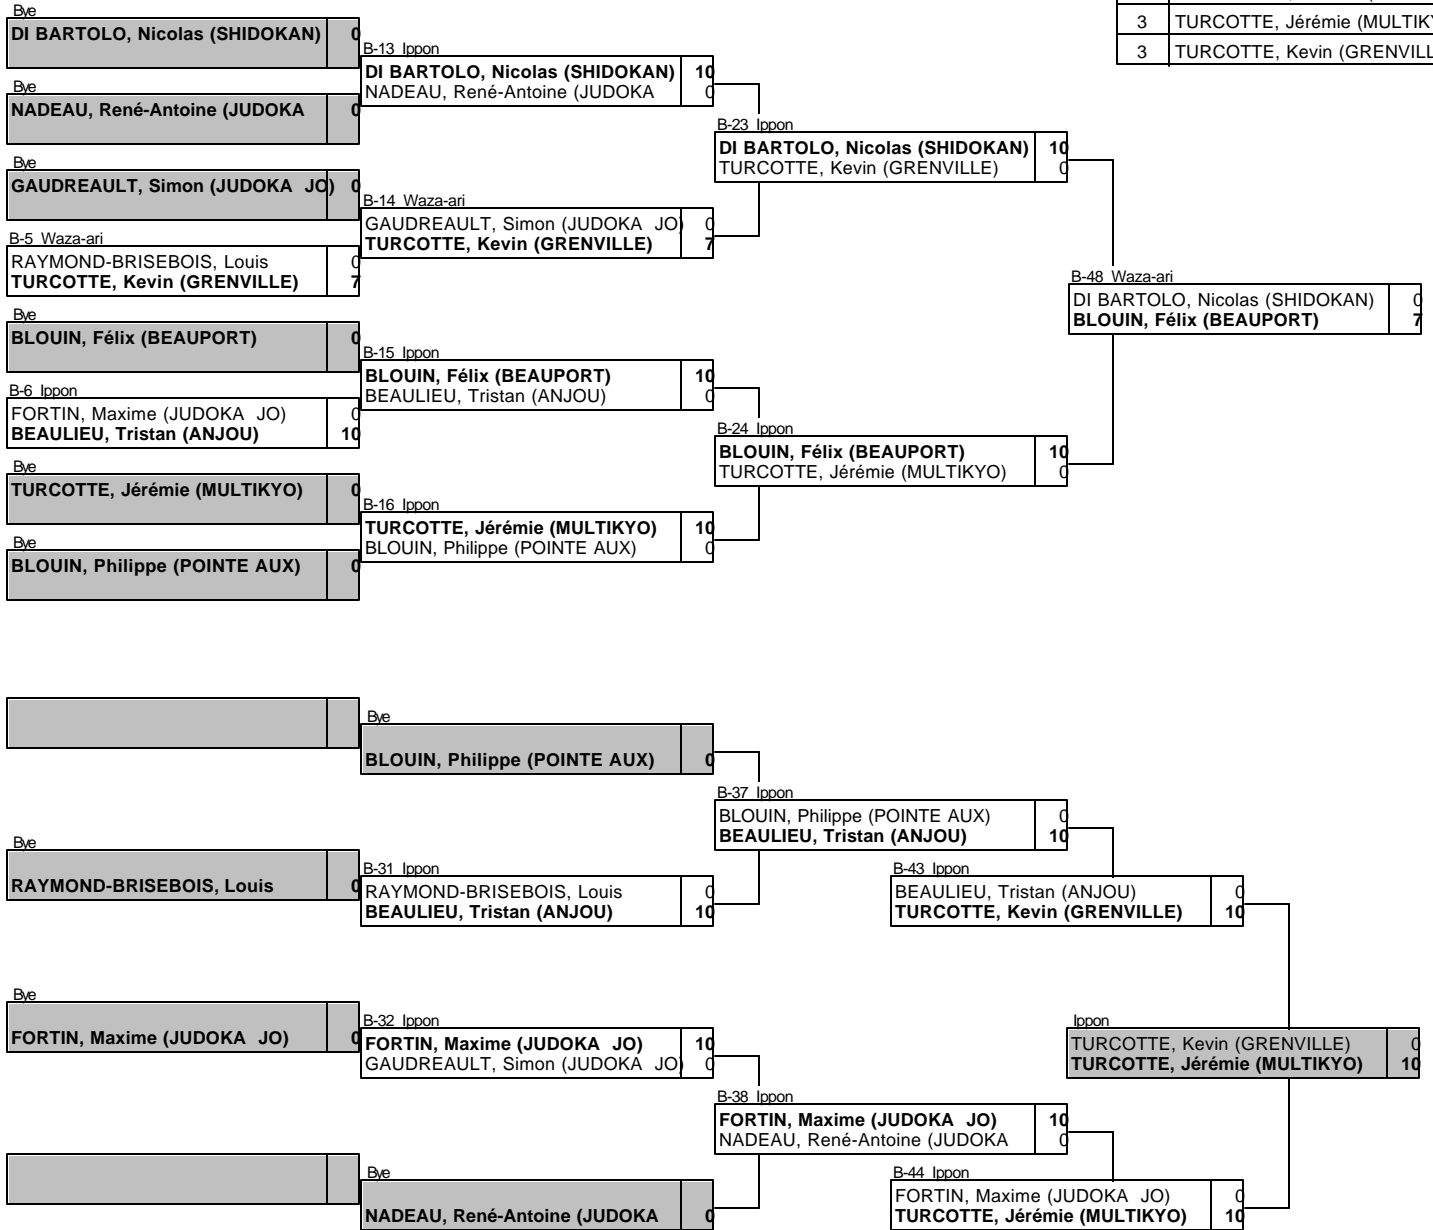 3 TURCOTTE, Jérémie (MULTIK
3 TURCOTTE, Kevin (GRENVILL
Bye
DI BARTOLO, Nicolas (SHIDOKAN) 0
Bye
NADEAU, René-Antoine (JUDOKA 0
Bye
GAUDREAULT, Simon (JUDOKA JO) 0
B-5 Waza-ari
RAYMOND-BRISEBOIS, Louis 0
TURCOTTE, Kevin (GRENVILLE) 7
Bye
BLOUIN, Félix (BEAUPORT) 0
B-6 Ippon
FORTIN, Maxime (JUDOKA JO) 0
BEAULIEU, Tristan (ANJOU) 10
Bye
TURCOTTE, Jérémie (MULTIKYO) 0
Bye
BLOUIN, Philippe (POINTE AUX) 0
B-13 Ippon
DI BARTOLO, Nicolas (SHIDOKAN) 10
NADEAU, René-Antoine (JUDOKA 0
B-14 Waza-ari
GAUDREAULT, Simon (JUDOKA JO) 0
TURCOTTE, Kevin (GRENVILLE) 7
B-15 Ippon
BLOUIN, Félix (BEAUPORT) 10
BEAULIEU, Tristan (ANJOU) 0
B-16 Ippon
TURCOTTE, Jérémie (MULTIKYO) 10
BLOUIN, Philippe (POINTE AUX) 0
B-23 Ippon
DI BARTOLO, Nicolas (SHIDOKAN) 10
TURCOTTE, Kevin (GRENVILLE) 0
B-24 Ippon
BLOUIN, Félix (BEAUPORT) 10
TURCOTTE, Jérémie (MULTIKYO) 0
B-48 Waza-ari
DI BARTOLO, Nicolas (SHIDOKAN) 0
BLOUIN, Félix (BEAUPORT) 7
Bye
RAYMOND-BRISEBOIS, Louis 0
Bye
FORTIN, Maxime (JUDOKA JO) 0
Bye
BLOUIN, Philippe (POINTE AUX) 0
B-31 Ippon
RAYMOND-BRISEBOIS, Louis 0
BEAULIEU, Tristan (ANJOU) 10
B-32 Ippon
FORTIN, Maxime (JUDOKA JO) 10
GAUDREAULT, Simon (JUDOKA JO) 0
Bye
NADEAU, René-Antoine (JUDOKA 0
B-37 Ippon
BLOUIN, Philippe (POINTE AUX) 0
BEAULIEU, Tristan (ANJOU) 10
B-38 Ippon
FORTIN, Maxime (JUDOKA JO) 10
NADEAU, René-Antoine (JUDOKA 0
B-43 Ippon
BEAULIEU, Tristan (ANJOU) 0
TURCOTTE, Kevin (GRENVILLE) 10
B-44 Ippon
FORTIN, Maxime (JUDOKA JO) 0
TURCOTTE, Jérémie (MULTIKYO) 10
Ippon
TURCOTTE, Kevin (GRENVILLE) 0
TURCOTTE, Jérémie (MULTIKYO) 10